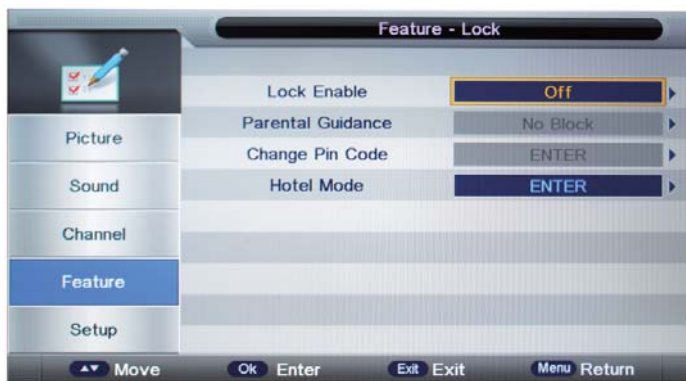 Feature - Lock
Picture
Sound
Channel
Feature
Setup
Lock Enable Off
Parental Guidance No Block
Change Pin Code ENTER
Hotel Mode ENTER
Move Ok Enter Exit Exit Menu Return